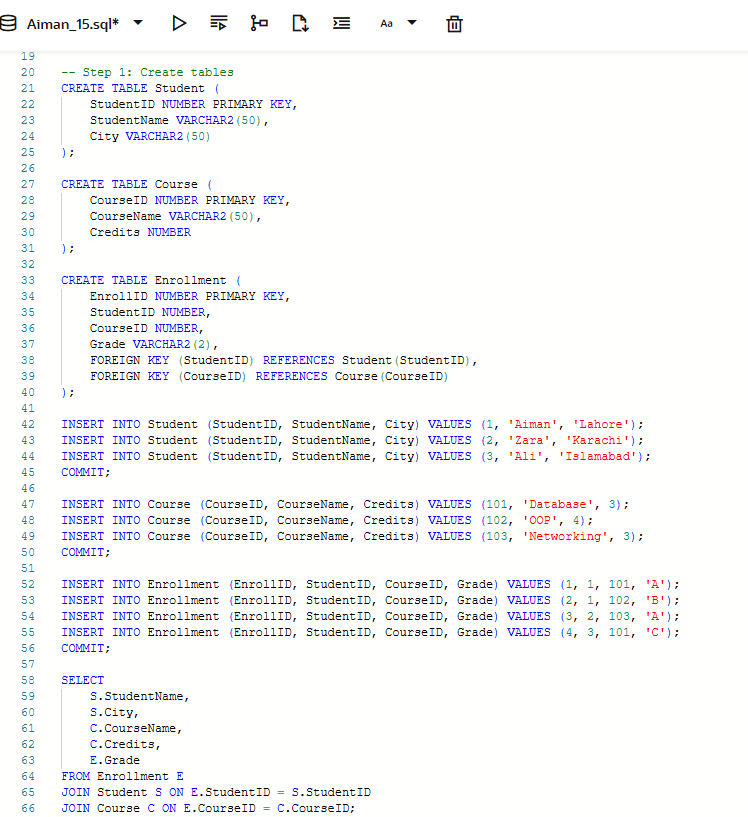 Aiman_15.sql*
Aa
19
20 -- Step 1: Create tables
21 CREATE TABLE Student (
22 StudentID NUMBER PRIMARY KEY,
23 StudentName VARCHAR2(50),
24 City VARCHAR2(50)
25 );
26
27 CREATE TABLE Course (
28 CourseID NUMBER PRIMARY KEY,
29 CourseName VARCHAR2(50),
30 Credits NUMBER
31 );
32
33 CREATE TABLE Enrollment (
34 EnrollID NUMBER PRIMARY KEY,
35 StudentID NUMBER,
36 CourseID NUMBER,
37 Grade VARCHAR2(2),
38 FOREIGN KEY (StudentID) REFERENCES Student(StudentID),
39 FOREIGN KEY (CourseID) REFERENCES Course(CourseID)
40 );
41
42 INSERT INTO Student (StudentID, StudentName, City) VALUES (1, 'Aiman', 'Lahore');
43 INSERT INTO Student (StudentID, StudentName, City) VALUES (2, 'Zara', 'Karachi');
44 INSERT INTO Student (StudentID, StudentName, City) VALUES (3, 'Ali', 'Islamabad');
45 COMMIT;
46
47 INSERT INTO Course (CourseID, CourseName, Credits) VALUES (101, 'Database', 3);
48 INSERT INTO Course (CourseID, CourseName, Credits) VALUES (102, 'OOP', 4);
49 INSERT INTO Course (CourseID, CourseName, Credits) VALUES (103, 'Networking', 3);
50 COMMIT;
51
52 INSERT INTO Enrollment (EnrollID, StudentID, CourseID, Grade) VALUES (1, 1, 101, 'A');
53 INSERT INTO Enrollment (EnrollID, StudentID, CourseID, Grade) VALUES (2, 1, 102, 'B');
54 INSERT INTO Enrollment (EnrollID, StudentID, CourseID, Grade) VALUES (3, 2, 103, 'A');
55 INSERT INTO Enrollment (EnrollID, StudentID, CourseID, Grade) VALUES (4, 3, 101, 'C');
56 COMMIT;
57
58 SELECT
59 S.StudentName,
60 S.City,
61 C.CourseName,
62 C.Credits,
63 E.Grade
64 FROM Enrollment E
65 JOIN Student S ON E.StudentID = S.StudentID
66 JOIN Course C ON E.CourseID = C.CourseID;